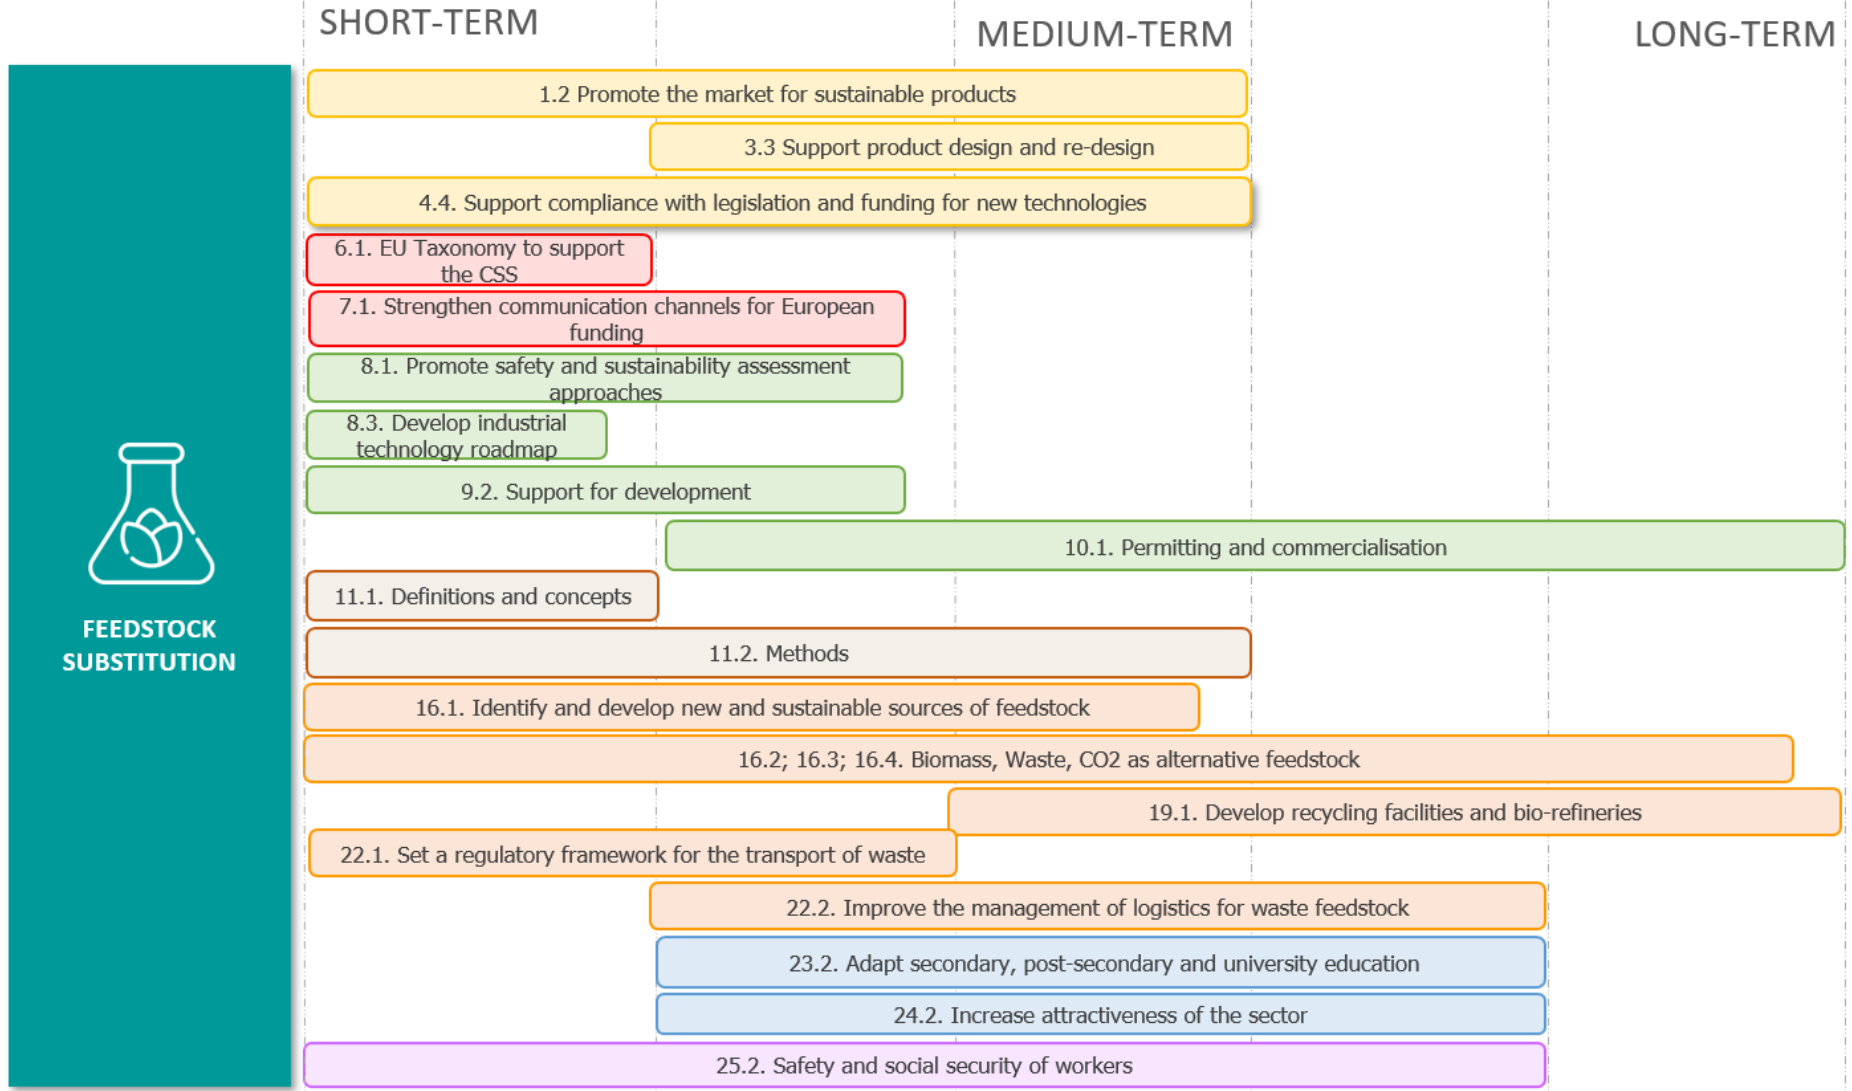 SHORT-TERM
MEDIUM-TERM
LONG-TERM
FEEDSTOCK
SUBSTITUTION
1.2 Promote the market for sustainable products
3.3 Support product design and re-design
4.4. Support compliance with legislation and funding for new technologies
6.1. EU Taxonomy to support
the CSS
7.1. Strengthen communication channels for European
funding
8.1. Promote safety and sustainability assessment
approaches
8.3. Develop industrial
technology roadmap
9.2. Support for development
10.1. Permitting and commercialisation
11.1. Definitions and concepts
11.2. Methods
16.1. Identify and develop new and sustainable sources of feedstock
16.2; 16.3; 16.4. Biomass, Waste, CO2 as alternative feedstock
19.1. Develop recycling facilities and bio-refineries
22.1. Set a regulatory framework for the transport of waste
22.2. Improve the management of logistics for waste feedstock
23.2. Adapt secondary, post-secondary and university education
24.2. Increase attractiveness of the sector
25.2. Safety and social security of workers